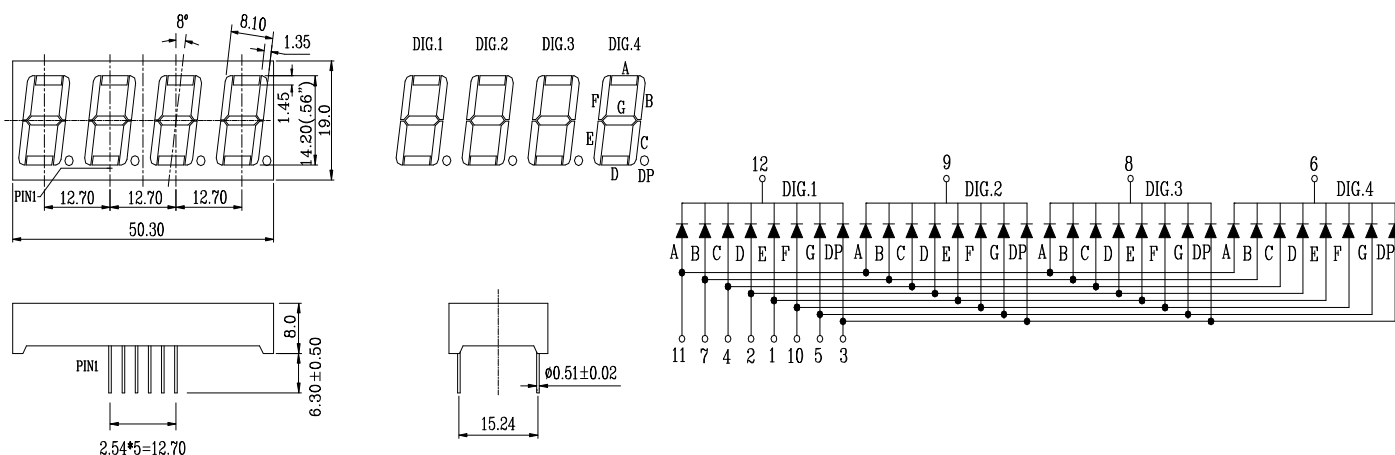 8°
8.10
1.35
1.45
14.20(.56")
19.0
PIN1
12.70
12.70
12.70
50.30
DIG.1
DIG.2
DIG.3
DIG.4
A
F
B
G
E
C
D
DP
12
9
8
6
DIG.1
DIG.2
DIG.3
DIG.4
A B C D E F G DP A B C D E F G DP A B C D E F G DP A B C D E F G DP
11 7 4 2 1 10 5 3
8.0
6.30±0.50
PIN1
2.54*5=12.70
ø0.51±0.02
15.24